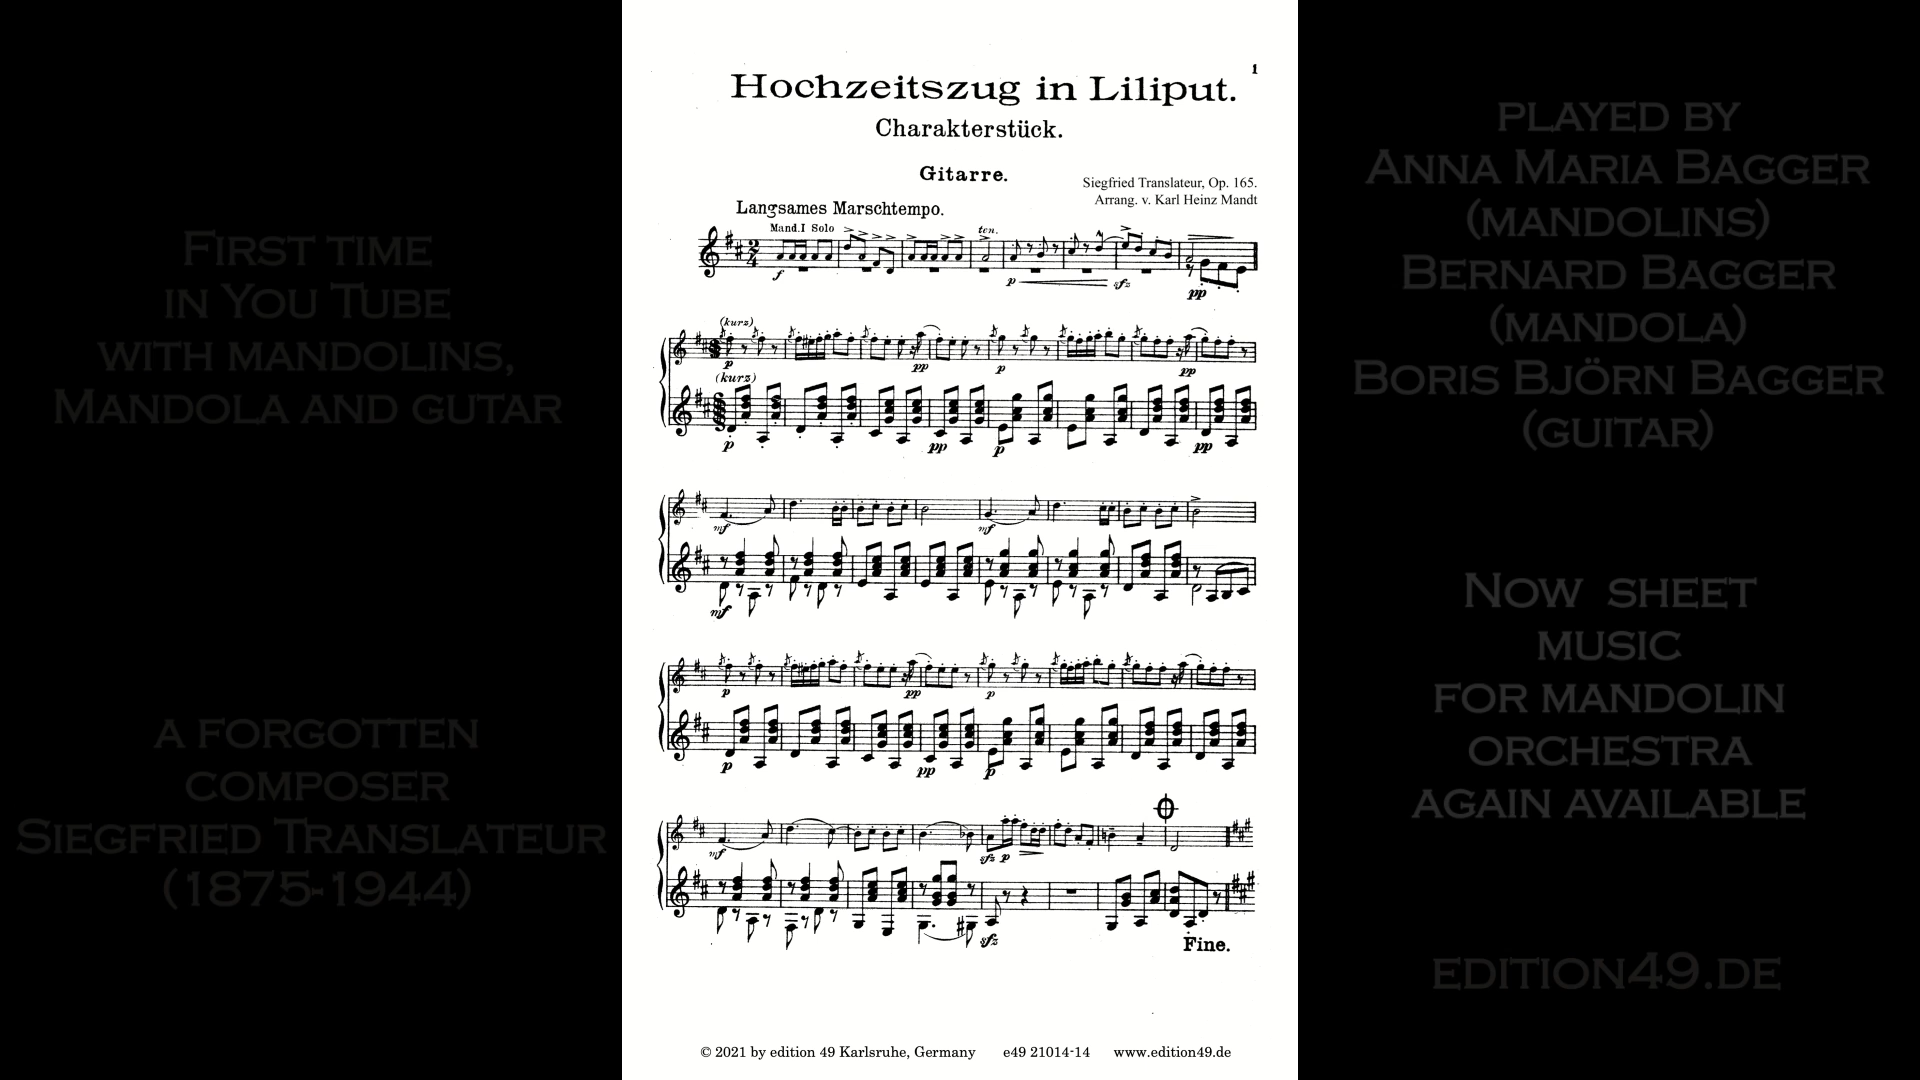 First time
in You Tube
with mandolins,
Mandola and gutar
a forgotten
composer
Siegfried Translateur
(1875-1944)
1
Hochzeitszug in Liliput.
Charakterstück.
Gitarre.
Siegfried Translateur, Op. 165.
Arrang. v. Karl Heinz Mandt
Langsames Marschtempo.
Mand.I Solo
ten.
f p sfz pp
(kurz)
p pp p pp
(kurz)
p pp p pp
mf mf
mf
p pp p
p pp p
mf sfz p
sfz
Fine.
© 2021 by edition 49 Karlsruhe, Germany e49 21014-14 www.edition49.de
played by
Anna Maria Bagger
(mandolins)
Bernard Bagger
(mandola)
Boris Björn Bagger
(guitar)
Now sheet
music
for mandolin
orchestra
again available
edition49.de